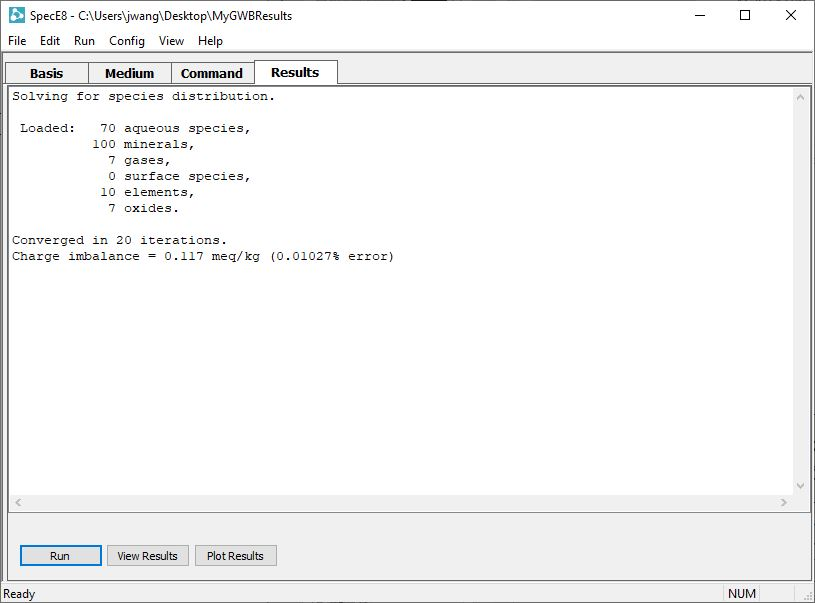 SpecE8 - C:\Users\jwang\Desktop\MyGWBResults
File Edit Run Config View Help
Basis Medium Command Results
Solving for species distribution.
Loaded: 70 aqueous species,
100 minerals,
7 gases,
0 surface species,
10 elements,
7 oxides.
Converged in 20 iterations.
Charge imbalance = 0.117 meq/kg (0.01027% error)
Run View Results Plot Results
Ready NUM